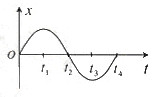 x
O
t₁ t₂ t₃ t₄ t